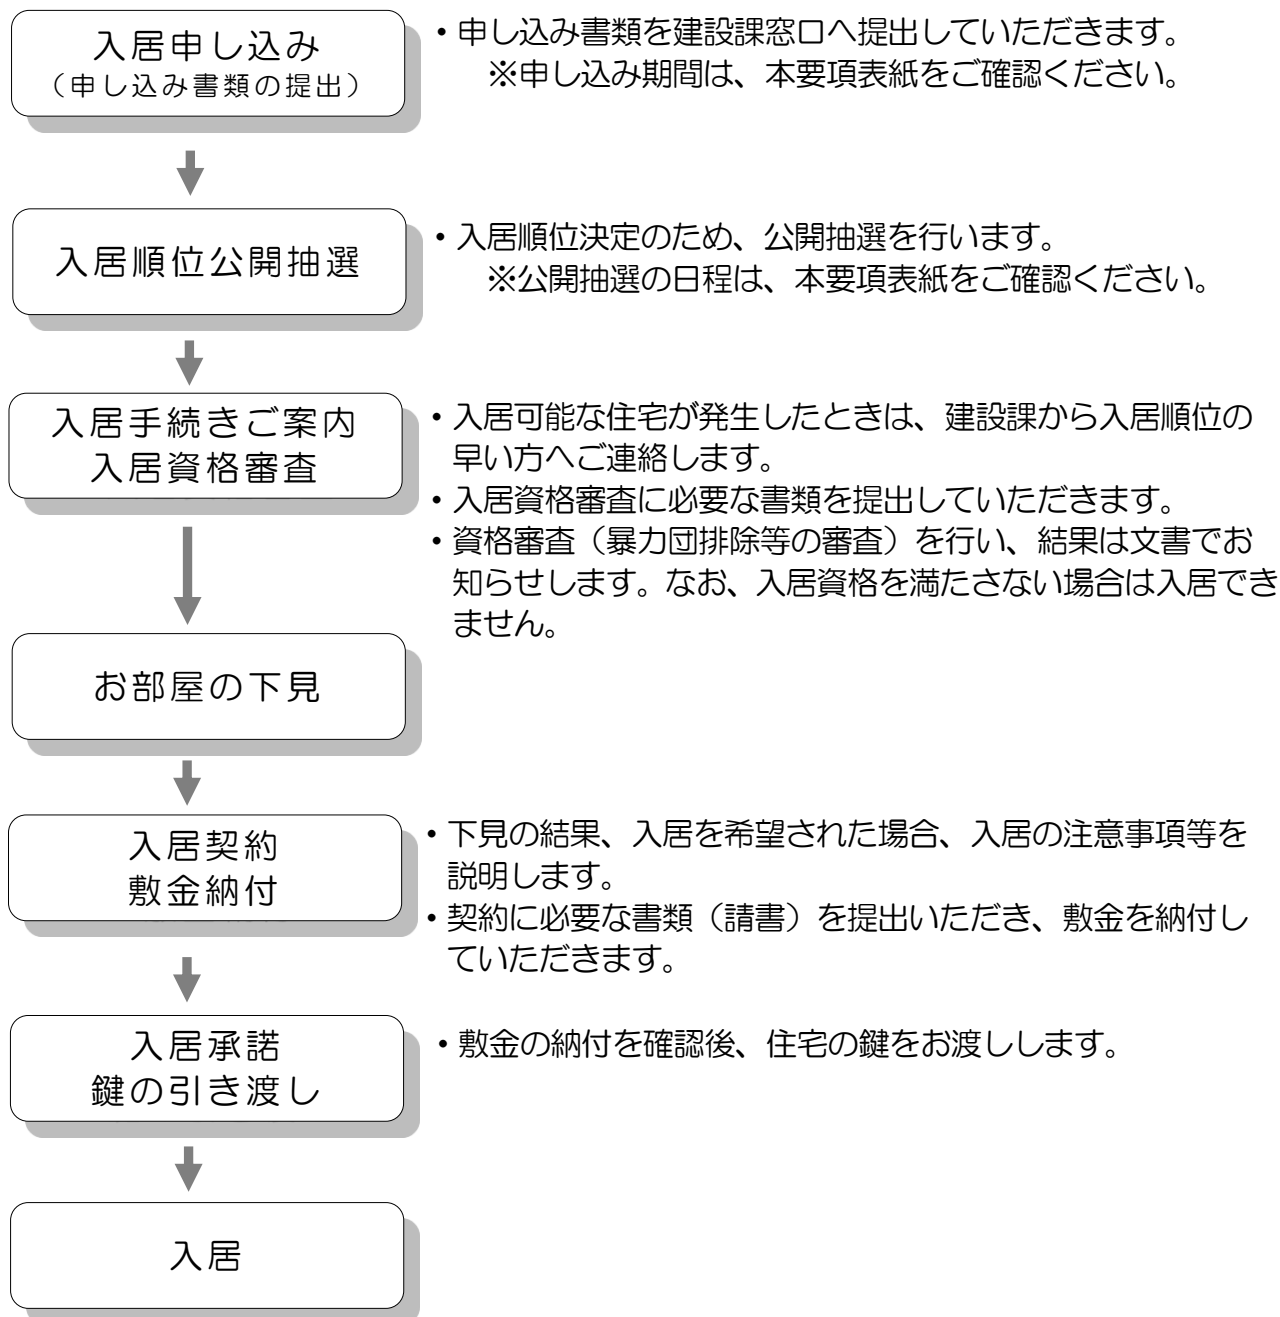 入居申し込み
（申し込み書類の提出）
・申し込み書類を建設課窓口へ提出していただきます。
※申し込み期間は、本要項表紙をご確認ください。
入居順位公開抽選
・入居順位決定のため、公開抽選を行います。
※公開抽選の日程は、本要項表紙をご確認ください。
入居手続きご案内
入居資格審査
・入居可能な住宅が発生したときは、建設課から入居順位の
早い方へご連絡します。
・入居資格審査に必要な書類を提出していただきます。
・資格審査（暴力団排除等の審査）を行い、結果は文書でお
知らせします。なお、入居資格を満たさない場合は入居でき
ません。
お部屋の下見
入居契約
敷金納付
・下見の結果、入居を希望された場合、入居の注意事項等を
説明します。
・契約に必要な書類（請書）を提出いただき、敷金を納付し
ていただきます。
入居承諾
鍵の引き渡し
・敷金の納付を確認後、住宅の鍵をお渡しします。
入居